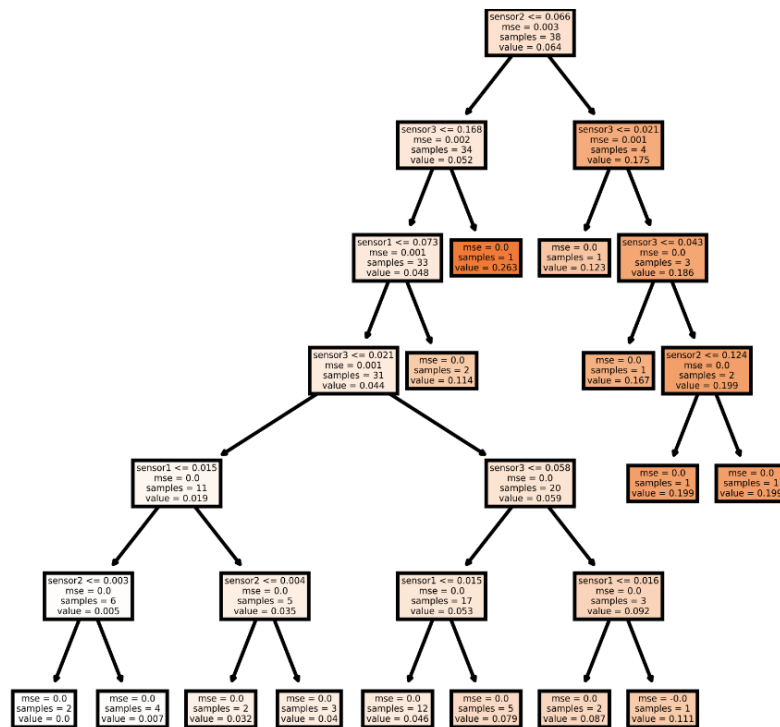 sensor2 <= 0.066
mse = 0.003
samples = 38
value = 0.064
sensor3 <= 0.168
mse = 0.002
samples = 34
value = 0.052
sensor3 <= 0.021
mse = 0.001
samples = 4
value = 0.175
sensor1 <= 0.073
mse = 0.001
samples = 33
value = 0.048
mse = 0.0
samples = 1
value = 0.263
mse = 0.0
samples = 1
value = 0.123
sensor3 <= 0.043
mse = 0.0
samples = 3
value = 0.186
sensor3 <= 0.021
mse = 0.001
samples = 31
value = 0.044
mse = 0.0
samples = 2
value = 0.114
mse = 0.0
samples = 1
value = 0.167
sensor2 <= 0.124
mse = 0.0
samples = 2
value = 0.199
sensor1 <= 0.015
mse = 0.0
samples = 11
value = 0.019
sensor3 <= 0.058
mse = 0.0
samples = 20
value = 0.059
mse = 0.0
samples = 1
value = 0.199
mse = 0.0
samples = 1
value = 0.199
sensor2 <= 0.003
mse = 0.0
samples = 6
value = 0.005
sensor2 <= 0.004
mse = 0.0
samples = 5
value = 0.035
sensor1 <= 0.015
mse = 0.0
samples = 17
value = 0.053
sensor1 <= 0.016
mse = 0.0
samples = 3
value = 0.092
mse = 0.0
samples = 2
value = 0.0
mse = 0.0
samples = 4
value = 0.007
mse = 0.0
samples = 2
value = 0.032
mse = 0.0
samples = 3
value = 0.04
mse = 0.0
samples = 12
value = 0.046
mse = 0.0
samples = 5
value = 0.079
mse = 0.0
samples = 2
value = 0.087
mse = -0.0
samples = 1
value = 0.111